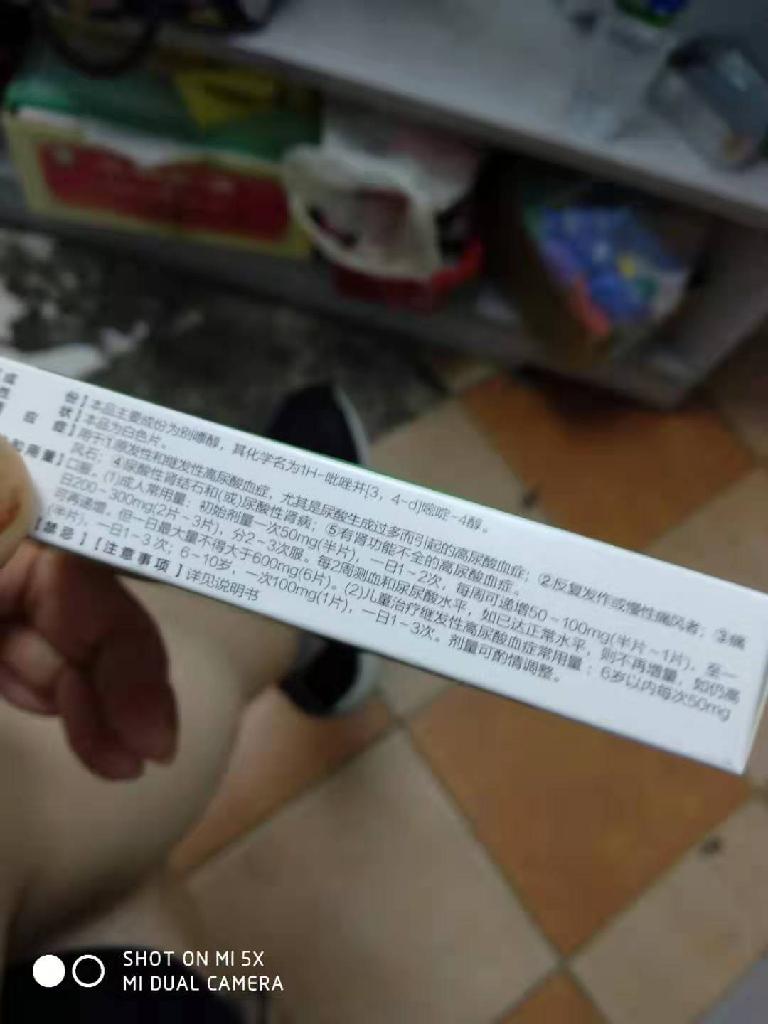 份】本品主要成份为别嘌醇，其化学名为1H-吡唑并[3，4-d]嘧啶-4醇。
状】本品为白色片。
应 症】用于①原发性和继发性高尿酸血症，尤其是尿酸生成过多而引起的高尿酸血症；②反复发作或慢性痛风者；③痛
风石；④尿酸性肾结石和(或)尿酸性肾病；⑤有肾功能不全的高尿酸血症。
和用量】口服。(1)成人常用量：初始剂量一次50mg(半片)，一日1~2次，每周可递增50~100mg(半片~1片)，至一
日200~300mg(2片~3片)，分2~3次服。每2周测血和尿尿酸水平，如已达正常水平，则不再增量，如仍高
可再递增。但一日最大量不得大于600mg(6片)。(2)儿童治疗继发性高尿酸血症常用量：6岁以内每次50mg
(半片)，一日1~3次；6~10岁，一次100mg(1片)，一日1~3次。剂量可酌情调整。
【禁忌】【注意事项】详见说明书
SHOT ON MI 5X
MI DUAL CAMERA